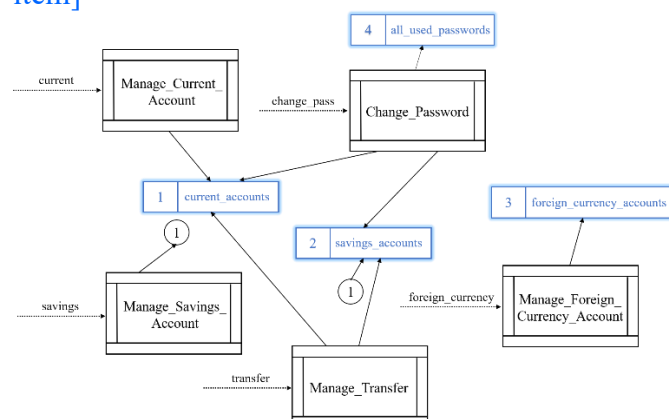 item]
4 all_used_passwords
current
Manage_Current_
Account
change_pass
Change_Password
1 current_accounts
3 foreign_currency_accounts
1
2 savings_accounts
1
savings
Manage_Savings_
Account
foreign_currency
Manage_Foreign_
Currency_Account
transfer
Manage_Transfer